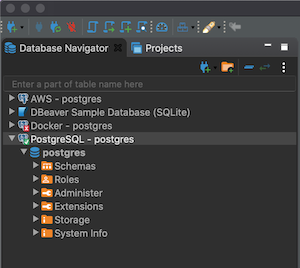 Database Navigator
Projects
Enter a part of table name here
AWS - postgres
DBeaver Sample Database (SQLite)
Docker - postgres
PostgreSQL - postgres
postgres
Schemas
Roles
Administer
Extensions
Storage
System Info